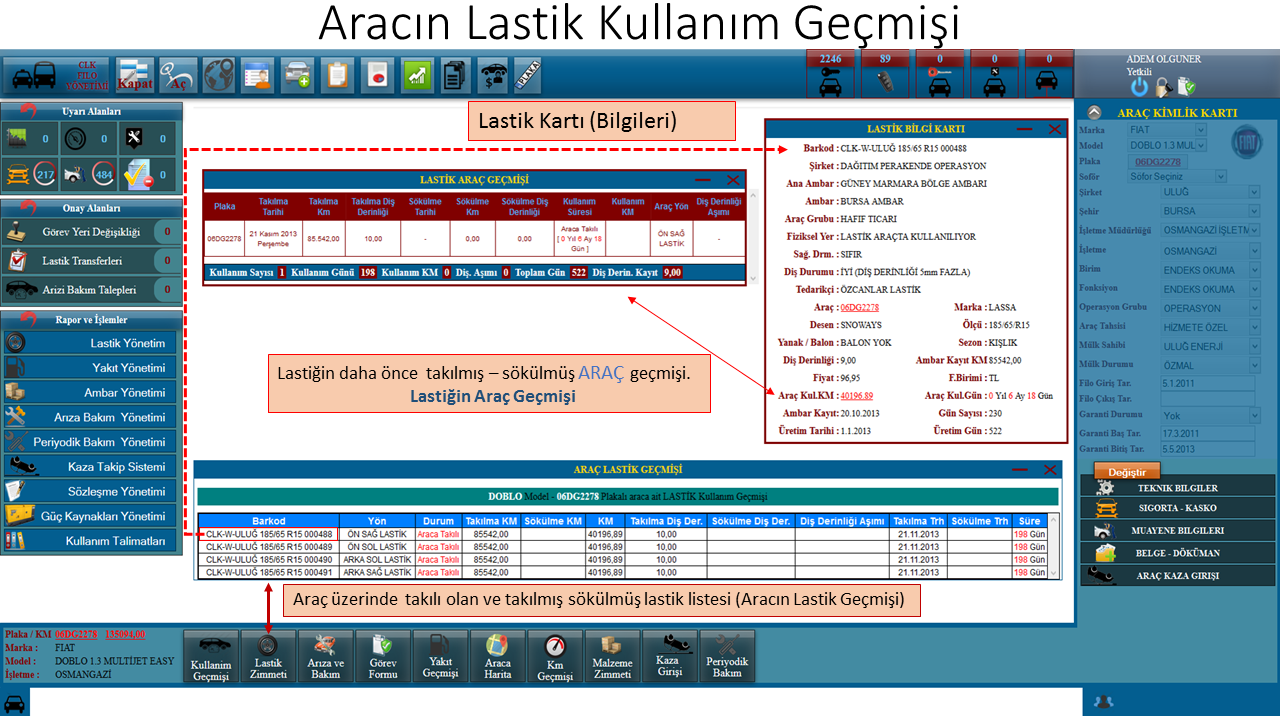 Aracın Lastik Kullanım Geçmişi
CLK
FİLO
YÖNETİMİ
Kapat
Aç
PLAKA
2246
89
0
0
0
ADEM OLGUNER
Yetkili
Uyarı Alanları
0
0
0
217
484
0
Onay Alanları
Görev Yeri Değişikliği 0
Lastik Transferleri 0
Arizi Bakım Talepleri 0
Rapor ve İşlemler
Lastik Yönetim
Yakıt Yönetimi
Ambar Yönetimi
Arıza Bakım Yönetimi
Periyodik Bakım Yönetimi
Kaza Takip Sistemi
Sözleşme Yönetimi
Güç Kaynakları Yönetimi
Kullanım Talimatları
Lastik Kartı (Bilgileri)
LASTİK ARAÇ GEÇMİŞİ
Plaka Takılma Tarihi Takılma Km Takılma Diş Derinliği Sökülme Tarihi Sökülme Km Sökülme Diş Derinliği Kullanım Süresi Kullanım KM Araç Yön Diş Derinliği Aşımı
06DG2278 21 Kasım 2013 Perşembe 85.542,00 10,00 - 0,00 0,00 Araca Takılı [ 0 Yıl 6 Ay 18 Gün ] ÖN SAĞ LASTİK -
Kullanım Sayısı 1 Kullanım Günü 198 Kullanım KM 0 Diş. Aşımı 0 Toplam Gün 522 Diş Derin. Kayıt 9,00
LASTİK BİLGİ KARTI
Barkod : CLK-W-ULUĞ 185/65 R15 000488
Şirket : DAĞITIM PERAKENDE OPERASYON
Ana Ambar : GÜNEY MARMARA BÖLGE AMBARI
Ambar : BURSA AMBAR
Araç Grubu : HAFIF TICARI
Fiziksel Yer : LASTİK ARAÇTA KULLANILIYOR
Sağ. Drm. : SIFIR
Diş Durumu : İYİ (DİŞ DERİNLİĞİ 5mm FAZLA)
Tedarikçi : ÖZCANLAR LASTİK
Araç : 06DG2278 Marka : LASSA
Desen : SNOWAYS Ölçü : 185/65/R15
Yanak / Balon : BALON YOK Sezon : KIŞLIK
Diş Derinliği : 9,00 Ambar Kayıt KM 85542,00
Fiyat : 96,95 F.Birimi : TL
Araç Kul.KM : 40196.89 Araç Kul.Gün : 0 Yıl 6 Ay 18 Gün
Ambar Kayıt: 20.10.2013 Gün Sayısı : 230
Üretim Tarihi : 1.1.2013 Üretim Gün : 522
Lastiğin daha önce takılmış – sökülmüş ARAÇ geçmişi.
Lastiğin Araç Geçmişi
ARAÇ LASTİK GEÇMİŞİ
DOBLO Model - 06DG2278 Plakalı araca ait LASTİK Kullanım Geçmişi
Barkod Yön Durum Takılma KM Sökülme KM KM Takılma Diş Der. Sökülme Diş Der. Diş Derinliği Aşımı Takılma Trh Sökülme Trh Süre
CLK-W-ULUĞ 185/65 R15 000488 ÖN SAĞ LASTİK Araca Takılı 85542,00 40196,89 10,00 21.11.2013 198 Gün
CLK-W-ULUĞ 185/65 R15 000489 ÖN SOL LASTİK Araca Takılı 85542,00 40196,89 10,00 21.11.2013 198 Gün
CLK-W-ULUĞ 185/65 R15 000490 ARKA SOL LASTİK Araca Takılı 85542,00 40196,89 10,00 21.11.2013 198 Gün
CLK-W-ULUĞ 185/65 R15 000491 ARKA SAĞ LASTİK Araca Takılı 85542,00 40196,89 10,00 21.11.2013 198 Gün
Araç üzerinde takılı olan ve takılmış sökülmüş lastik listesi (Aracın Lastik Geçmişi)
ARAÇ KİMLİK KARTI
Marka FIAT
Model DOBLO 1.3 MUL
Plaka 06DG2278
Soför Söfor Seçiniz
Şirket ULUĞ
Şehir BURSA
İşletme Müdürlüğü OSMANGAZİ İŞLETM
İşletme OSMANGAZİ
Birim ENDEKS OKUMA
Fonksiyon ENDEKS OKUMA
Operasyon Grubu OPERASYON
Araç Tahsisi HİZMETE ÖZEL
Mülk Sahibi ULUĞ ENERJİ
Mülk Durumu ÖZMAL
Filo Giriş Tar. 5.1.2011
Filo Çıkış Tar.
Garanti Durumu Yok
Garanti Baş Tar. 17.3.2011
Garanti Bitiş Tar. 5.5.2013
Değiştir
TEKNIK BILGILER
SIGORTA - KASKO
MUAYENE BILGILERI
BELGE - DÖKÜMAN
ARAÇ KAZA GIRIŞI
Plaka / KM 06DG2278 135094,00
Marka : FIAT
Model : DOBLO 1.3 MULTİJET EASY
İşletme : OSMANGAZİ
Kullanım Geçmişi
Lastik Zimmeti
Arıza ve Bakım
Görev Formu
Yakıt Geçmişi
Araca Harita
Km Geçmişi
Malzeme Zimmeti
Kaza Girişi
Periyodik Bakım